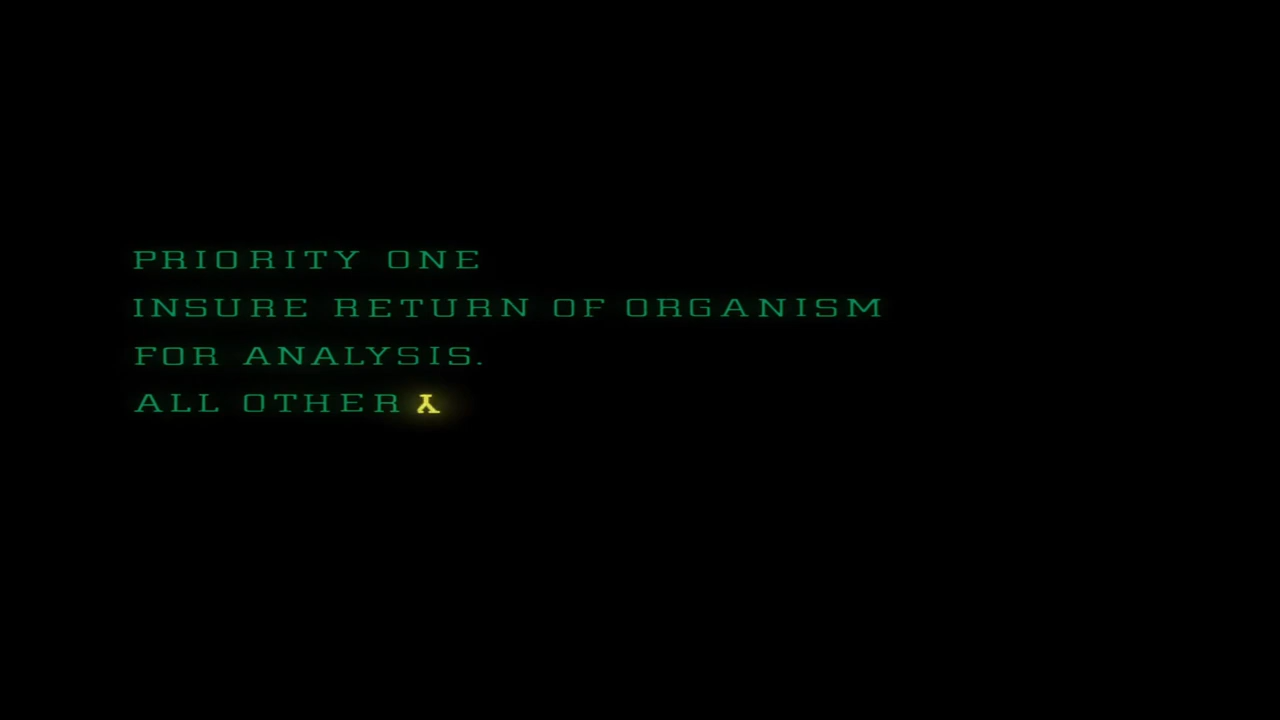 PRIORITY ONE
INSURE RETURN OF ORGANISM
FOR ANALYSIS.
ALL OTHER